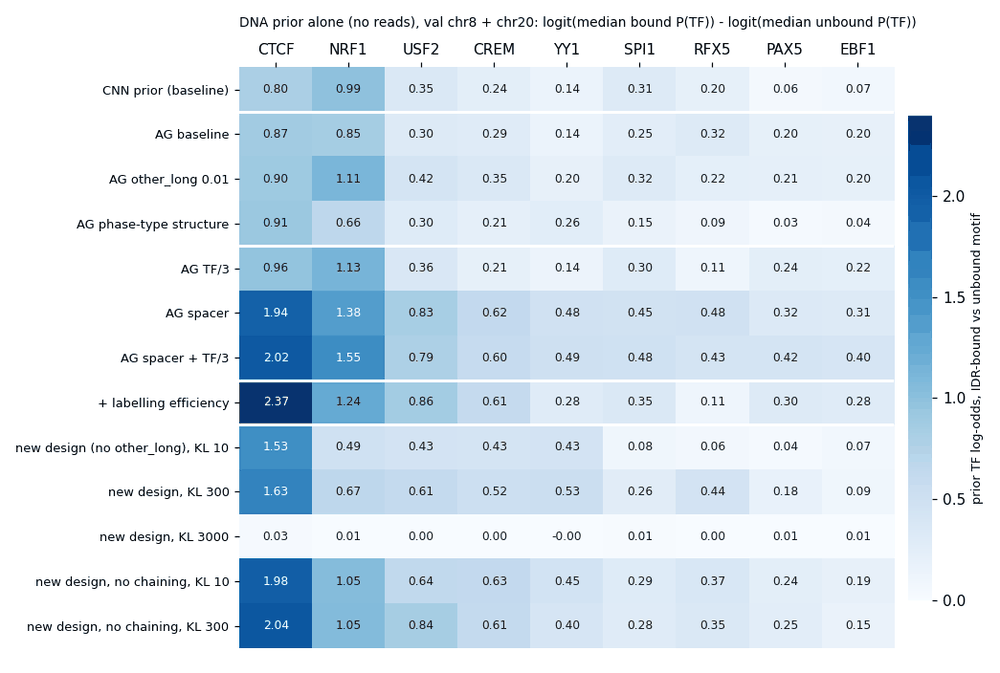 DNA prior alone (no reads), val chr8 + chr20: logit(median bound P(TF)) - logit(median unbound P(TF))
CTCF NRF1 USF2 CREM YY1 SPI1 RFX5 PAX5 EBF1
CNN prior (baseline) 0.80 0.99 0.35 0.24 0.14 0.31 0.20 0.06 0.07
AG baseline 0.87 0.85 0.30 0.29 0.14 0.25 0.32 0.20 0.20
AG other_long 0.01 0.90 1.11 0.42 0.35 0.20 0.32 0.22 0.21 0.20
AG phase-type structure 0.91 0.66 0.30 0.21 0.26 0.15 0.09 0.03 0.04
AG TF/3 0.96 1.13 0.36 0.21 0.14 0.30 0.11 0.24 0.22
AG spacer 1.94 1.38 0.83 0.62 0.48 0.45 0.48 0.32 0.31
AG spacer + TF/3 2.02 1.55 0.79 0.60 0.49 0.48 0.43 0.42 0.40
+ labelling efficiency 2.37 1.24 0.86 0.61 0.28 0.35 0.11 0.30 0.28
new design (no other_long), KL 10 1.53 0.49 0.43 0.43 0.43 0.08 0.06 0.04 0.07
new design, KL 300 1.63 0.67 0.61 0.52 0.53 0.26 0.44 0.18 0.09
new design, KL 3000 0.03 0.01 0.00 0.00 -0.00 0.01 0.00 0.01 0.01
new design, no chaining, KL 10 1.98 1.05 0.64 0.63 0.45 0.29 0.37 0.24 0.19
new design, no chaining, KL 300 2.04 1.05 0.84 0.61 0.40 0.28 0.35 0.25 0.15
2.0
1.5
1.0
0.5
0.0
prior TF log-odds, IDR-bound vs unbound motif